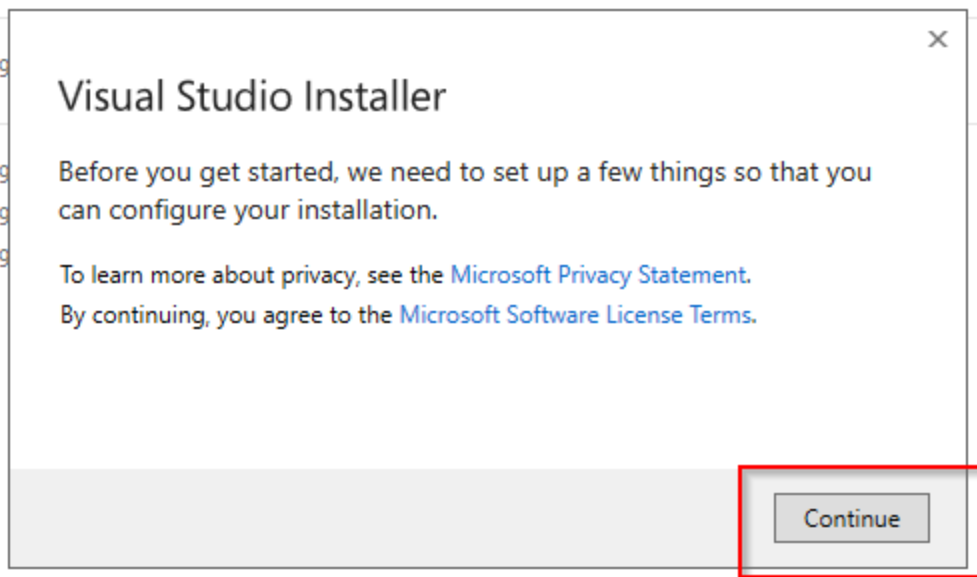 Visual Studio Installer
Before you get started, we need to set up a few things so that you
can configure your installation.
To learn more about privacy, see the Microsoft Privacy Statement.
By continuing, you agree to the Microsoft Software License Terms.
Continue